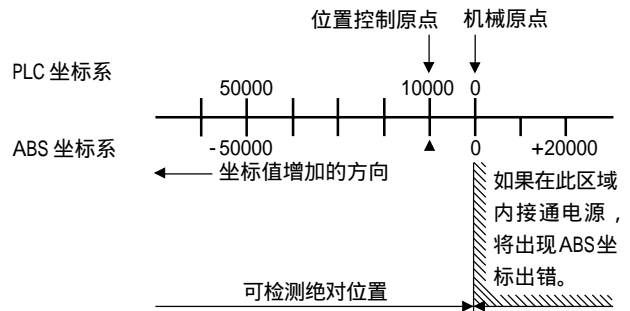 位置控制原点 机械原点
PLC 坐标系
50000 10000 0
ABS 坐标系
-50000 0 +20000
坐标值增加的方向
如果在此区域
内接通电源，
将出现ABS坐
标出错。
可检测绝对位置